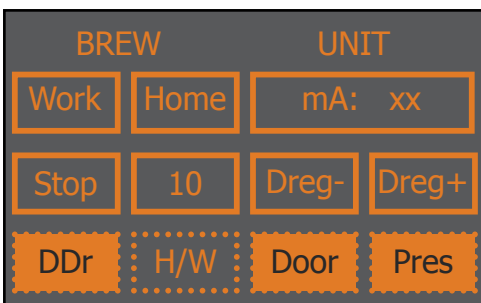 BREW UNIT
Work Home mA: xx
Stop 10 Dreg- Dreg+
DDr H/W Door Pres